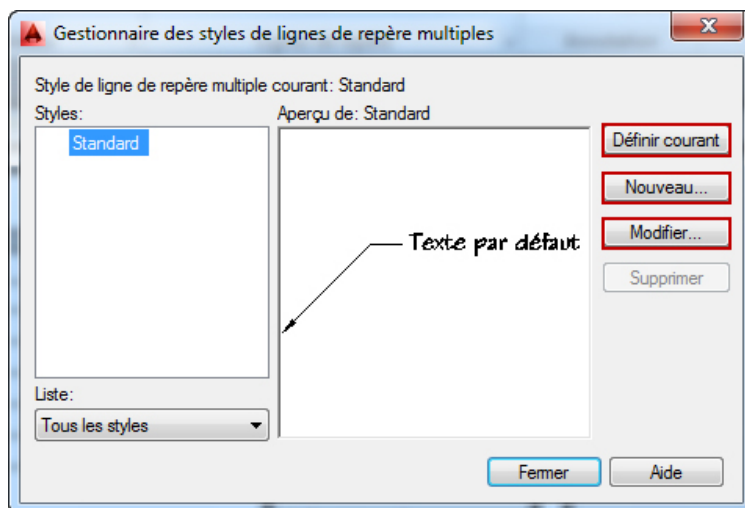 Gestionnaire des styles de lignes de repère multiples
Style de ligne de repère multiple courant: Standard
Styles:
Aperçu de: Standard
Standard
Définir courant
Nouveau...
Modifier...
Texte par défaut
Supprimer
Liste:
Tous les styles
Fermer
Aide